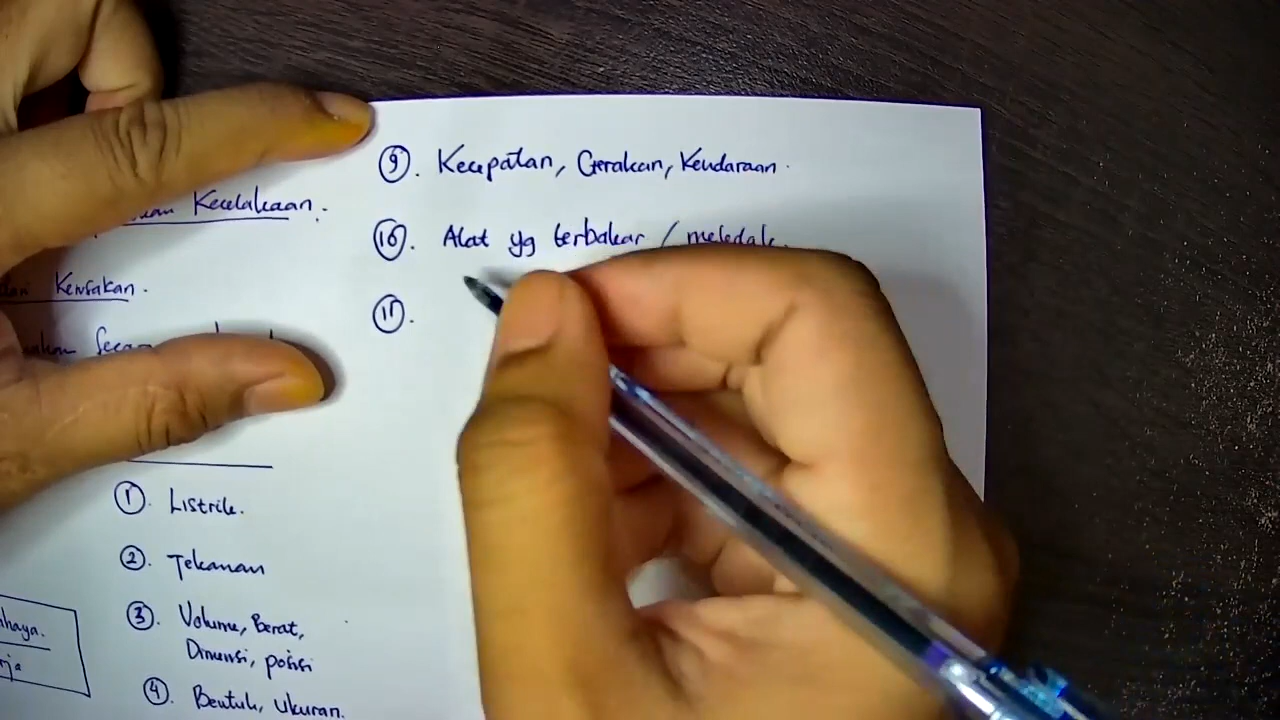 Kecelakaan.
Kerusakan.
① Listrik.
②. Tekanan
③. Volume, Berat,
Dimensi, posisi
④. Bentuk, Ukuran.
⑨. Kecepatan, Gerakan, Kendaraan.
⑩. Alat yg terbakar / meledak.
⑪.